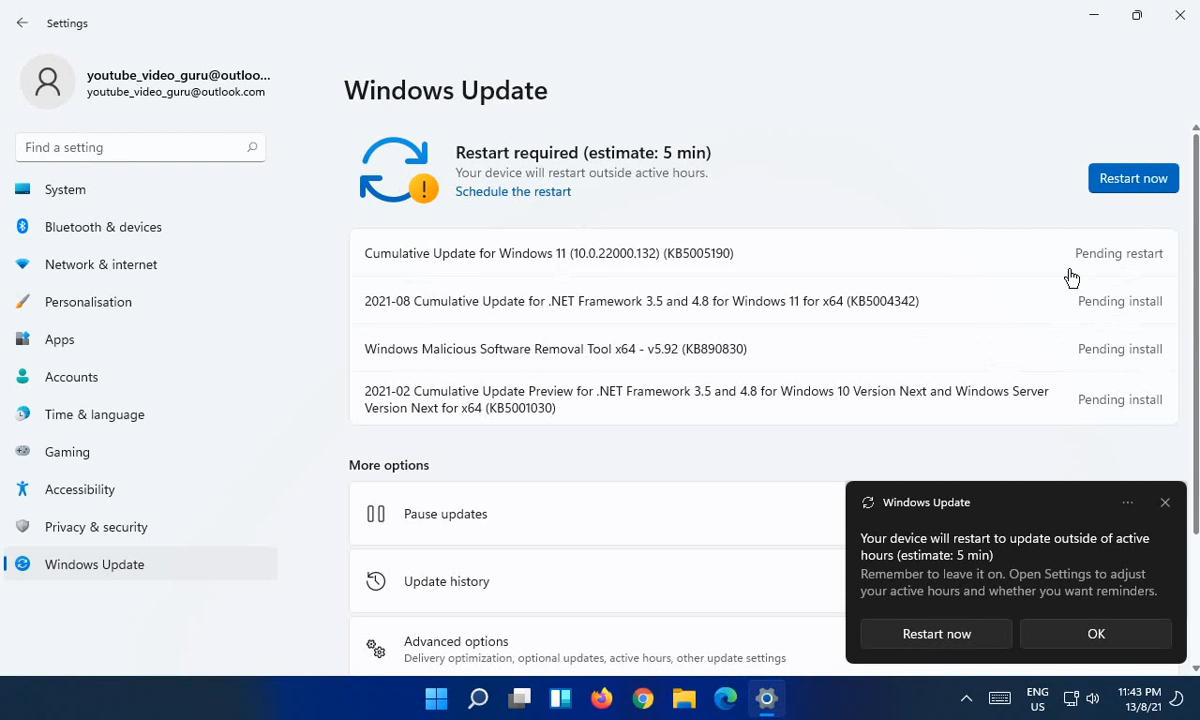 Settings
youtube_video_guru@outloo...
youtube_video_guru@outlook.com
Find a setting
System
Bluetooth & devices
Network & internet
Personalisation
Apps
Accounts
Time & language
Gaming
Accessibility
Privacy & security
Windows Update
Windows Update
Restart required (estimate: 5 min)
Your device will restart outside active hours.
Schedule the restart
Restart now
Cumulative Update for Windows 11 (10.0.22000.132) (KB5005190)
Pending restart
2021-08 Cumulative Update for .NET Framework 3.5 and 4.8 for Windows 11 for x64 (KB5004342)
Pending install
Windows Malicious Software Removal Tool x64 - v5.92 (KB890830)
Pending install
2021-02 Cumulative Update Preview for .NET Framework 3.5 and 4.8 for Windows 10 Version Next and Windows Server
Version Next for x64 (KB5001030)
Pending install
More options
Pause updates
Update history
Advanced options
Delivery optimization, optional updates, active hours, other update settings
Windows Update
Your device will restart to update outside of active
hours (estimate: 5 min)
Remember to leave it on. Open Settings to adjust
your active hours and whether you want reminders.
Restart now
OK
ENG
US
11:43 PM
13/8/21